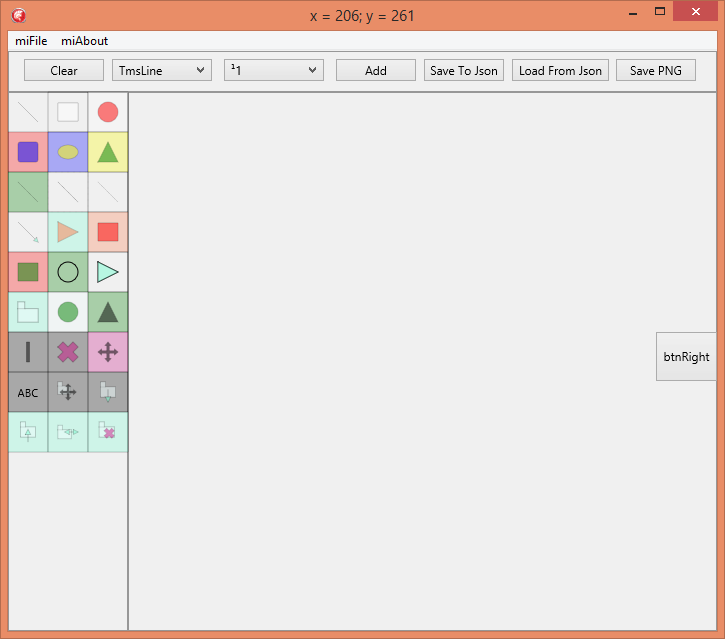 x = 206; y = 261
miFile miAbout
Clear TmsLine ¹1 Add Save To Json Load From Json Save PNG
btnRight
ABC